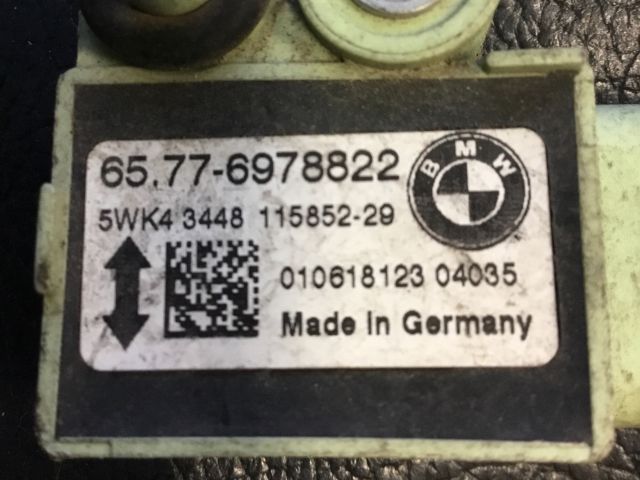 65.77-6978822
BMW
5WK4 3448 115852-29
010618123 04035
Made in Germany